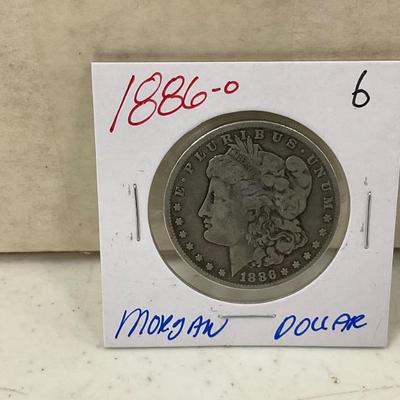 1886-O
6
E·PLURIBUS·UNUM
1886
MORGAN DOLLAR